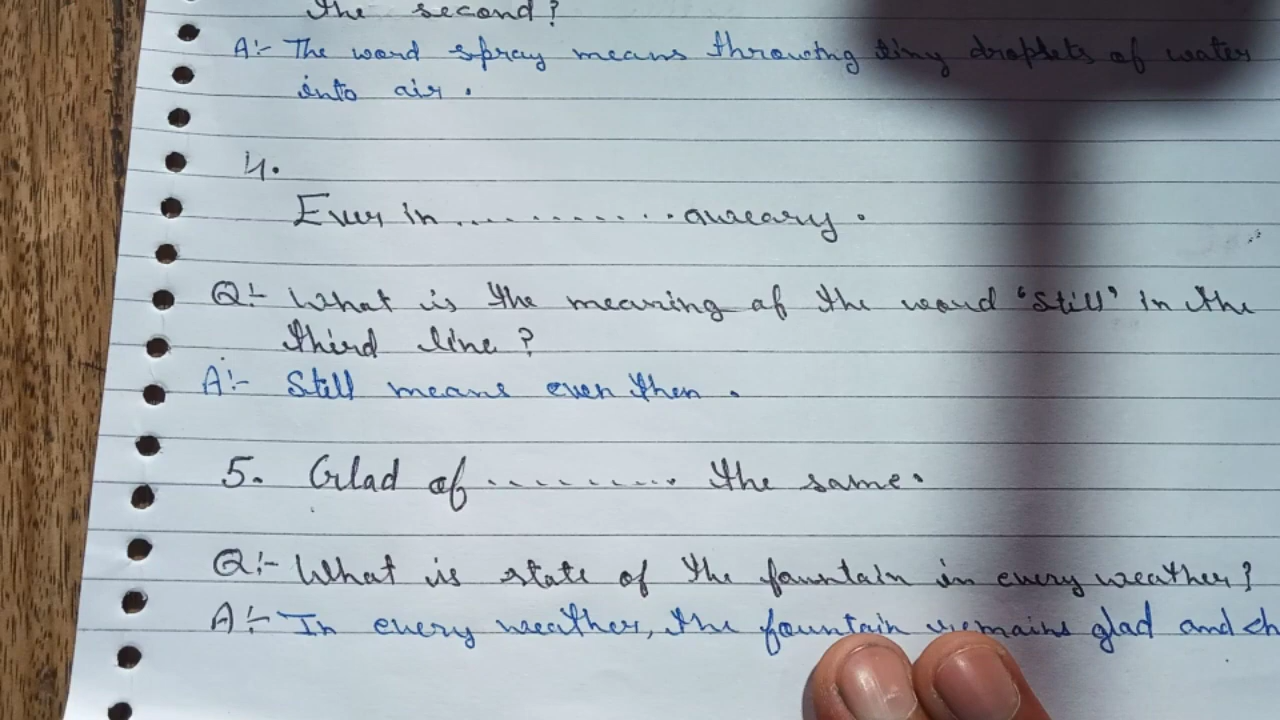 the second?
A:- The word spray means throwing tiny droplets of water
into air.
4.
Ever in ............ aweary.
Q:- What is the meaning of the word 'still' in the
third line?
A:- Still means even then.
5. Glad of .......... the same.
Q:- What is state of the fountain in every weather?
A:- In every weather, the fountain remains glad and ch